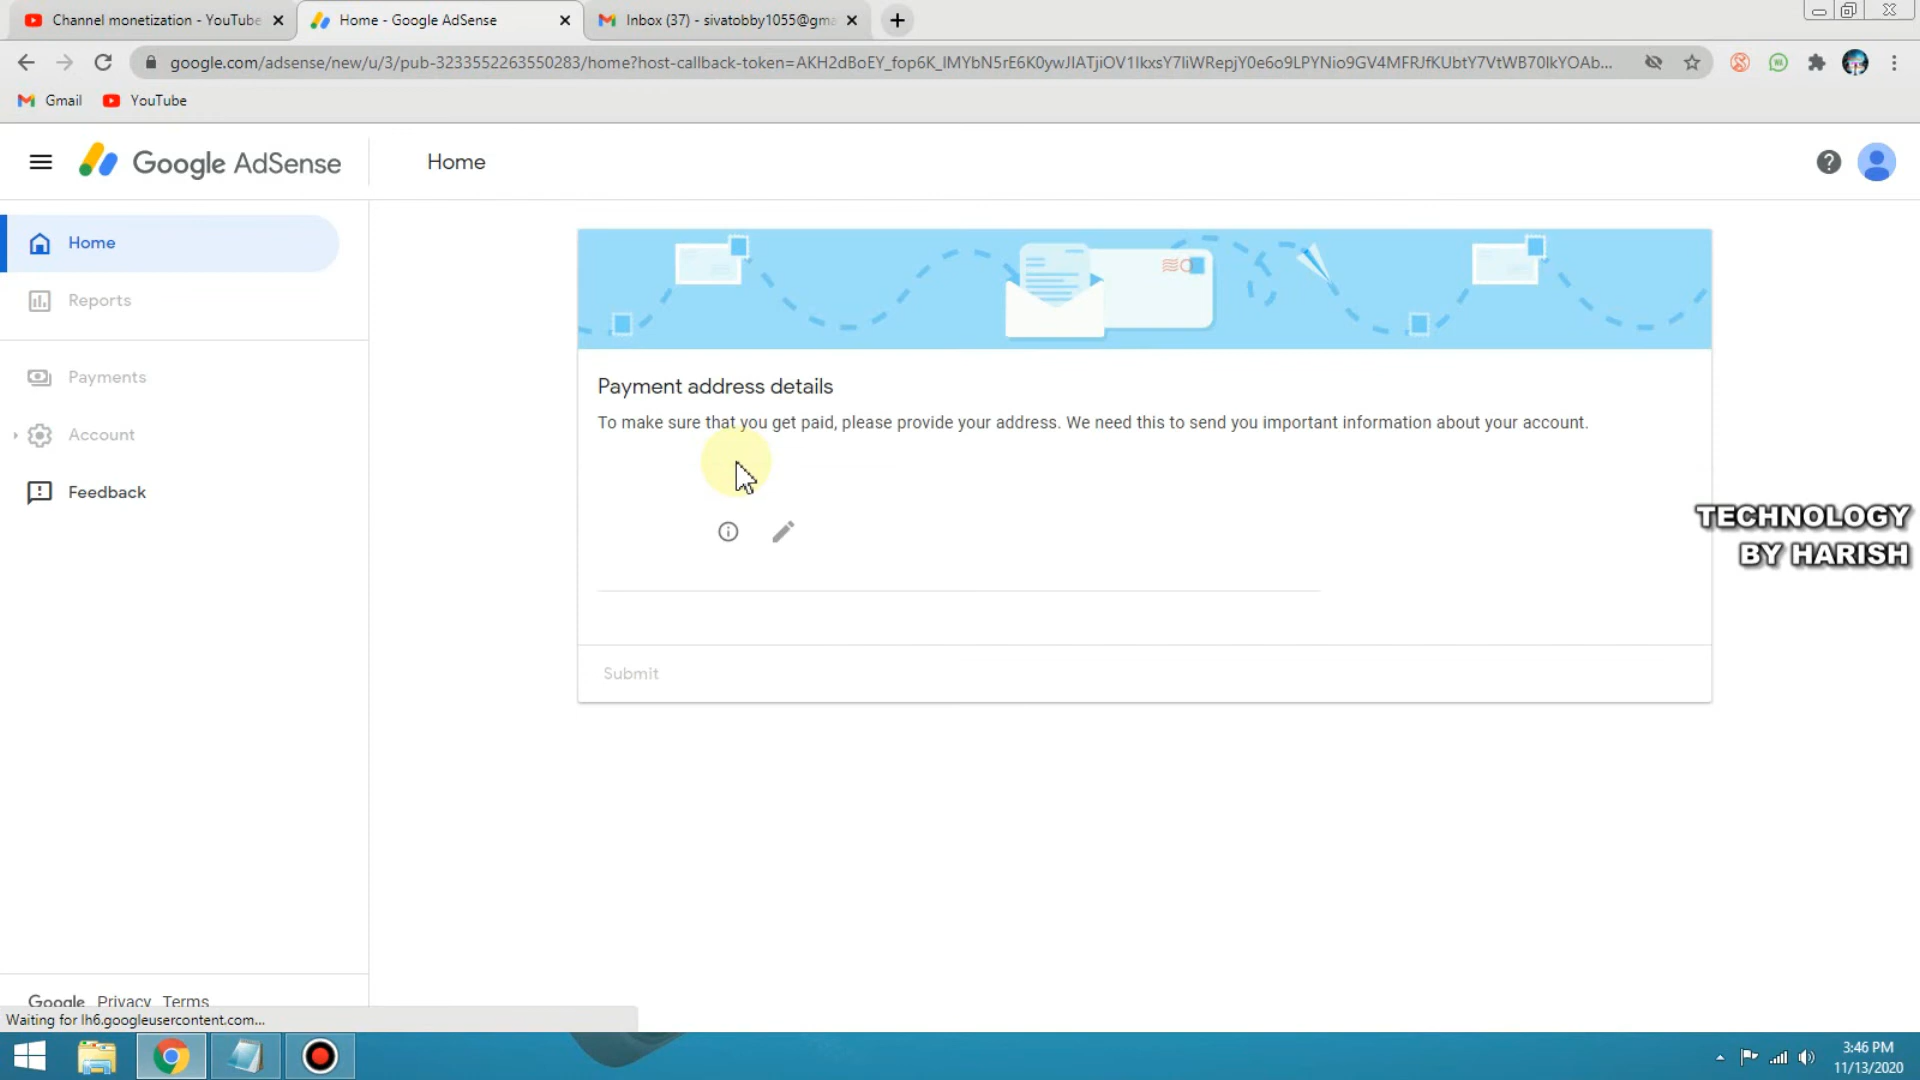 Channel monetization - YouTube
Home - Google AdSense
Inbox (37) - sivatobby1055@gma
google.com/adsense/new/u/3/pub-3233552263550283/home?host-callback-token=AKH2dBoEY_fop6K_lMYbN5rE6K0ywJIATjiOV1IkxsY7liWRepjY0e6o9LPYNio9GV4MFRJfKUbtY7VtWB70lkYOAb...
Gmail
YouTube
Google AdSense
Home
Home
Reports
Payments
Account
Feedback
Payment address details
To make sure that you get paid, please provide your address. We need this to send you important information about your account.
Submit
TECHNOLOGY
BY HARISH
Google Privacy Terms
Waiting for lh6.googleusercontent.com...
3:46 PM
11/13/2020